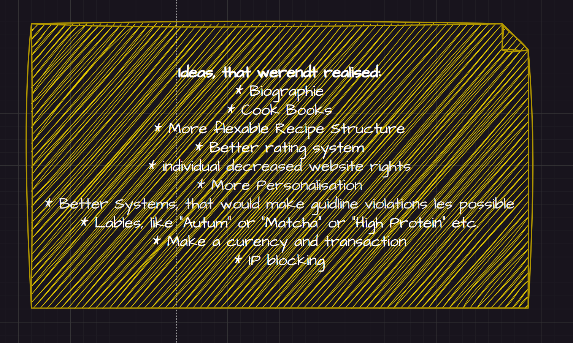 Ideas, that werendt realised:
* Biographie
* Cook Books
* More flexable Recipe Structure
* Better rating system
* individual decreased website rights
* More Personalisation
* Better Systems, that would make guidline violations les possible
* Lables, like "Autum" or "Matcha" or "High Protein" etc.
* Make a curency and transaction
* IP blocking